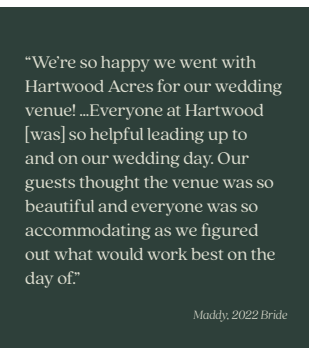 “We’re so happy we went with
Hartwood Acres for our wedding
venue! ...Everyone at Hartwood
[was] so helpful leading up to
and on our wedding day. Our
guests thought the venue was so
beautiful and everyone was so
accommodating as we figured
out what would work best on the
day of.”
Maddy, 2022 Bride